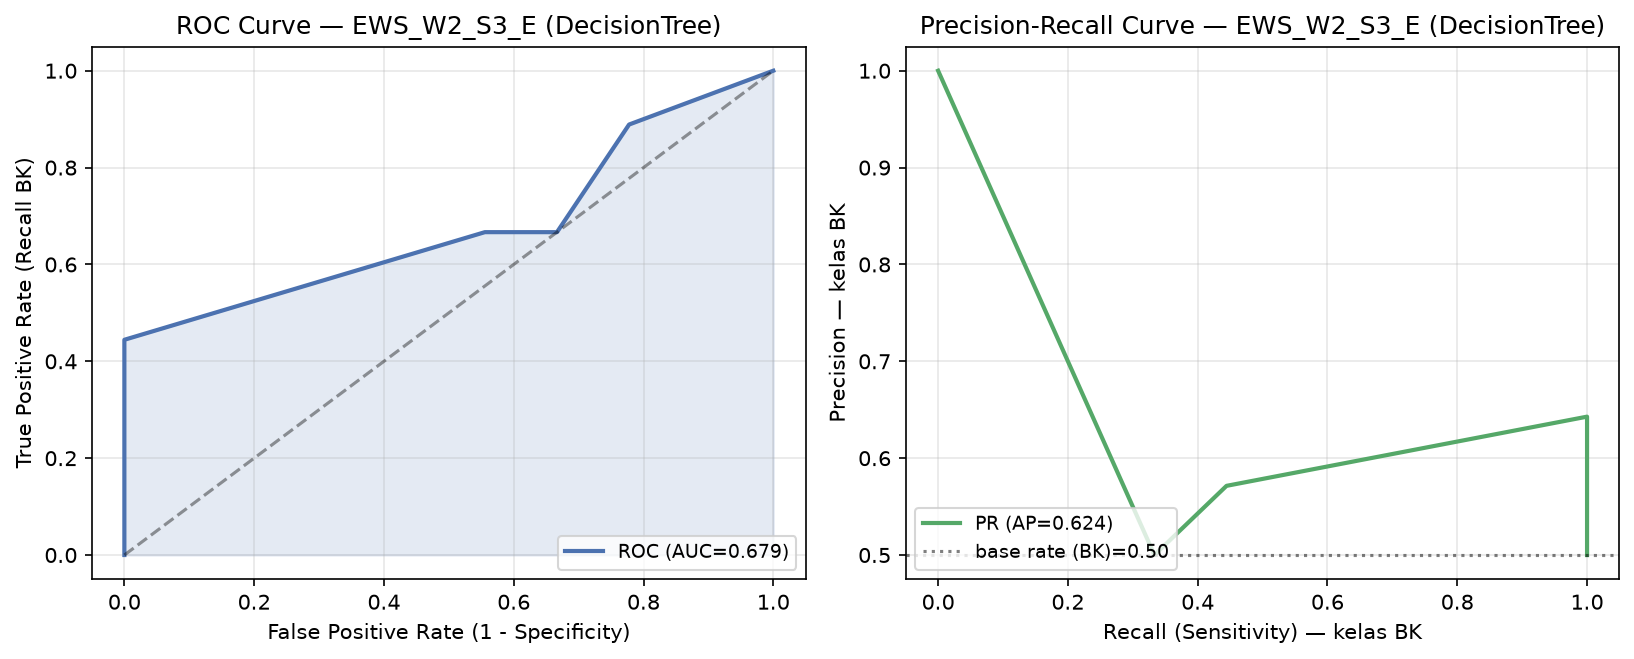 ROC Curve — EWS_W2_S3_E (DecisionTree)
True Positive Rate (Recall BK)
1.0
0.8
0.6
0.4
0.2
0.0
ROC (AUC=0.679)
0.0 0.2 0.4 0.6 0.8 1.0
False Positive Rate (1 - Specificity)
Precision-Recall Curve — EWS_W2_S3_E (DecisionTree)
Precision — kelas BK
1.0
0.9
0.8
0.7
0.6
0.5
PR (AP=0.624)
base rate (BK)=0.50
0.0 0.2 0.4 0.6 0.8 1.0
Recall (Sensitivity) — kelas BK